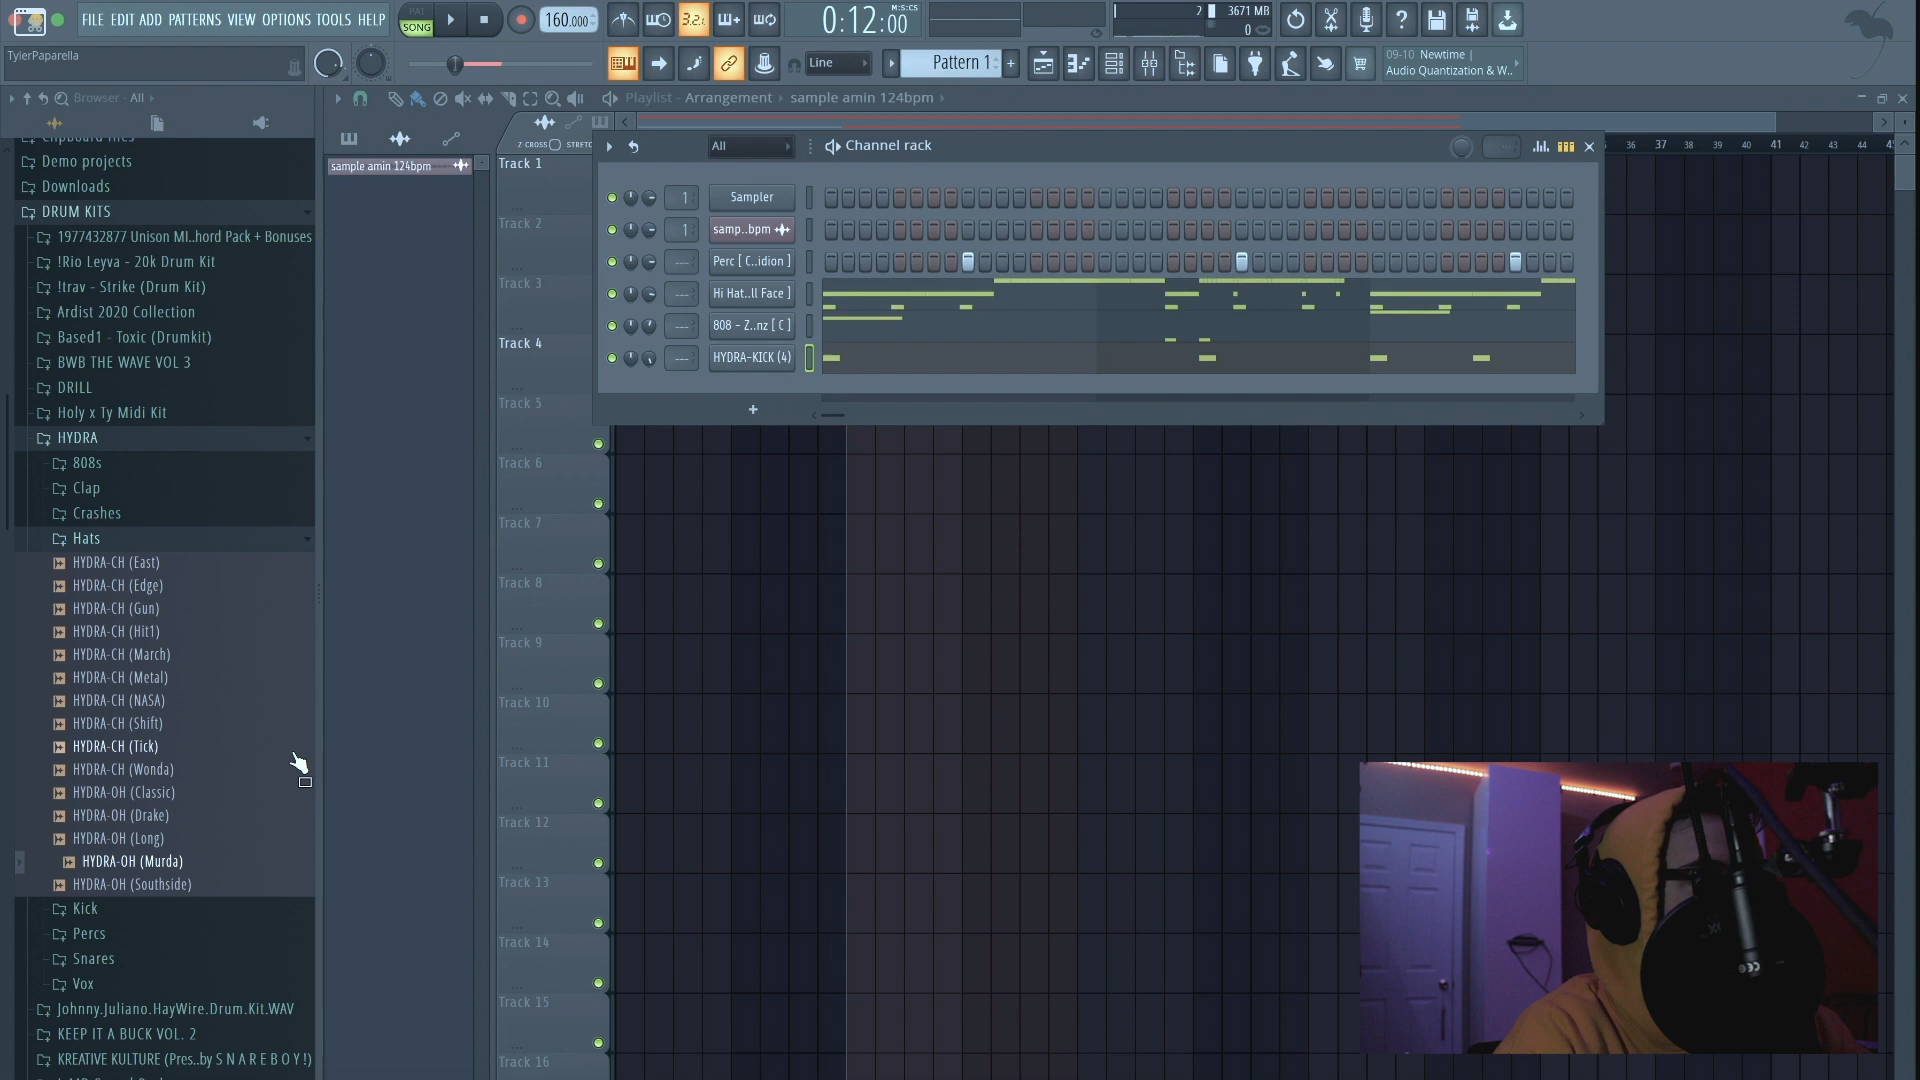 FILE EDIT ADD PATTERNS VIEW OPTIONS TOOLS HELP
PAT
SONG
160.000
3.2.
0:12:00
M:S:CS
2
3671 MB
0
TylerPaparella
Line
Pattern 1
+
09-10 Newtime |
Audio Quantization & W..
Browser - All
Playlist - Arrangement › sample amin 124bpm ›
Demo projects
Downloads
DRUM KITS
1977432877 Unison MI..hord Pack + Bonuses
!Rio Leyva - 20k Drum Kit
!trav - Strike (Drum Kit)
Ardist 2020 Collection
Based1 - Toxic (Drumkit)
BWB THE WAVE VOL 3
DRILL
Holy x Ty Midi Kit
HYDRA
808s
Clap
Crashes
Hats
HYDRA-CH (East)
HYDRA-CH (Edge)
HYDRA-CH (Gun)
HYDRA-CH (Hit1)
HYDRA-CH (March)
HYDRA-CH (Metal)
HYDRA-CH (NASA)
HYDRA-CH (Shift)
HYDRA-CH (Tick)
HYDRA-CH (Wonda)
HYDRA-OH (Classic)
HYDRA-OH (Drake)
HYDRA-OH (Long)
HYDRA-OH (Murda)
HYDRA-OH (Southside)
Kick
Percs
Snares
Vox
Johnny.Juliano.HayWire.Drum.Kit.WAV
KEEP IT A BUCK VOL. 2
KREATIVE KULTURE (Pres..by S N A R E B O Y !)
sample amin 124bpm
Z-CROSS STRETC
Track 1
Track 2
Track 3
Track 4
Track 5
Track 6
Track 7
Track 8
Track 9
Track 10
Track 11
Track 12
Track 13
Track 14
Track 15
Track 16
36 37 38 39 40 41 42 43 44
All
Channel rack
1 Sampler
1 samp..bpm
--- Perc [ C..idion ]
--- Hi Hat..ll Face ]
--- 808 - Z..nz [ C ]
--- HYDRA-KICK (4)
+